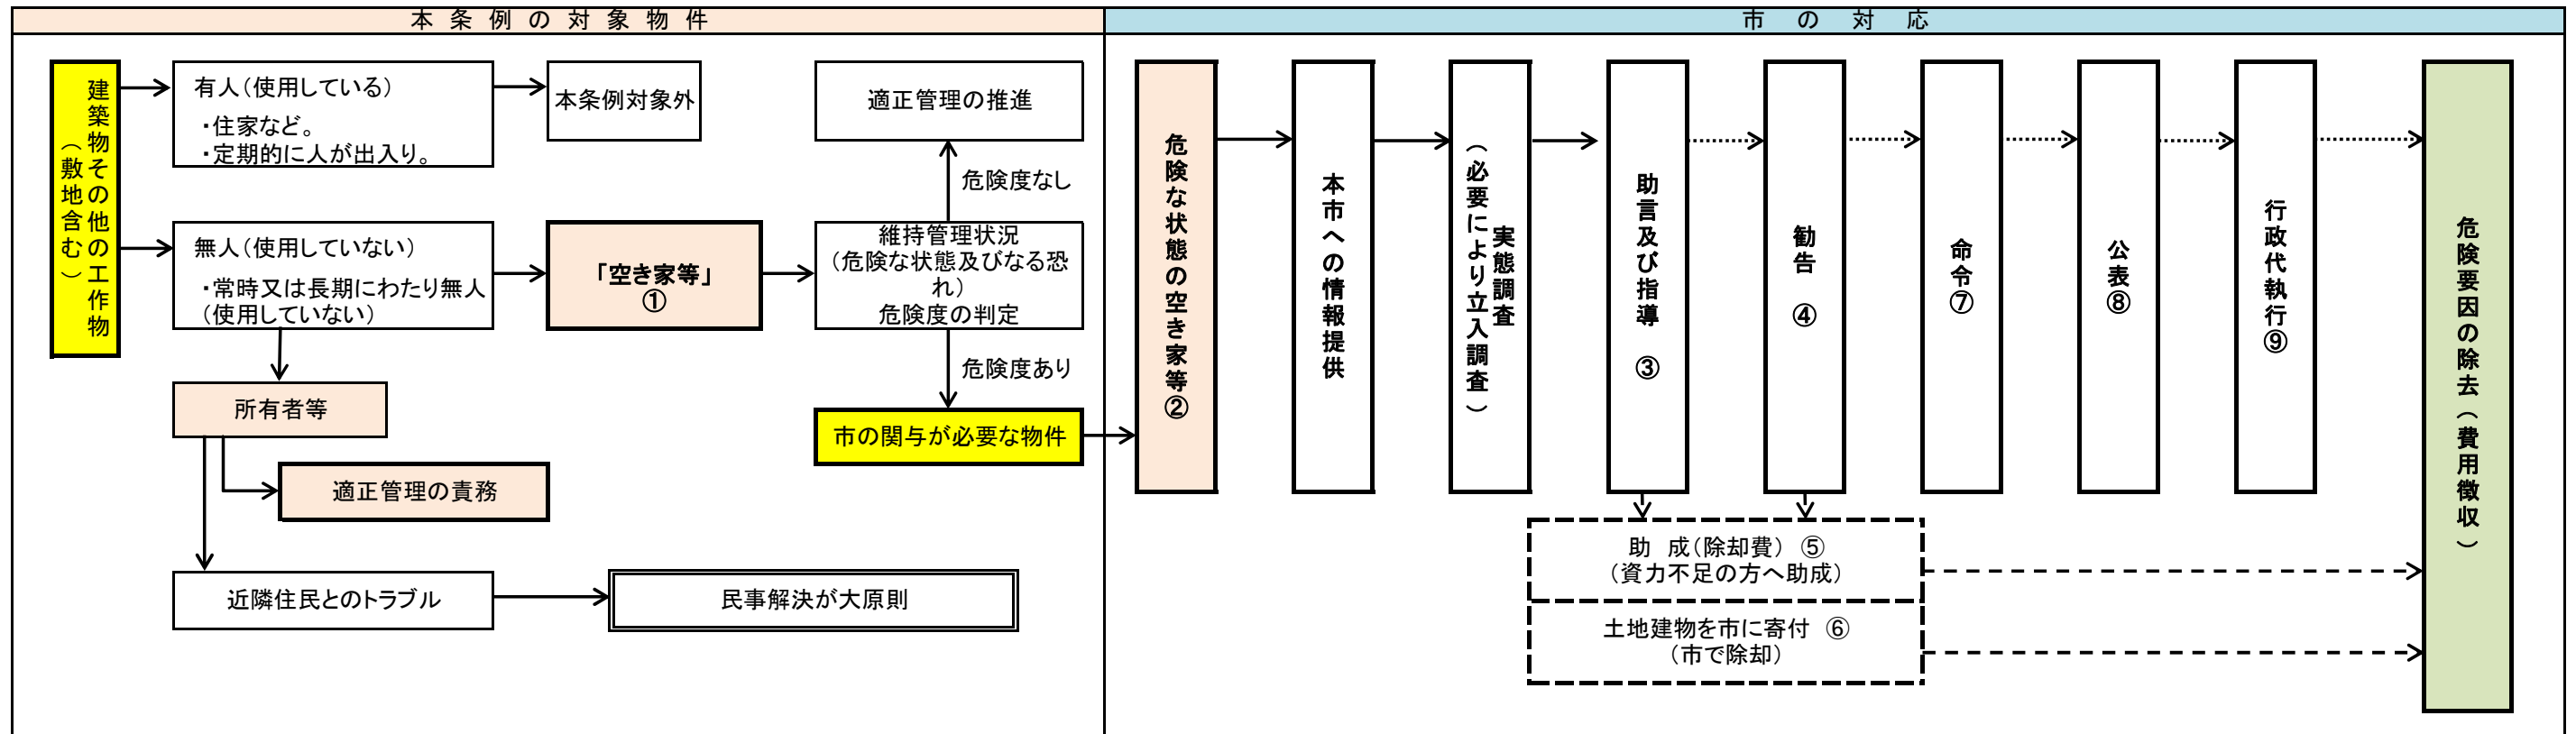 本条例の対象物件
市の対応
建築物その他の工作物
（敷地含む）
有人（使用している）
・住家など。
・定期的に人が出入り。
本条例対象外
適正管理の推進
危険度なし
無人（使用していない）
・常時又は長期にわたり無人
（使用していない）
「空き家等」
①
維持管理状況
（危険な状態及びなる恐
れ）
危険度の判定
危険度あり
所有者等
市の関与が必要な物件
適正管理の責務
近隣住民とのトラブル
民事解決が大原則
危険な状態の空き家等②
本市への情報提供
実態調査
（必要により立入調査）
助言及び指導　③
勧告　④
命令⑦
公表⑧
行政代執行⑨
危険要因の除去（費用徴収）
助　成（除却費）　⑤
（資力不足の方へ助成）
土地建物を市に寄付　⑥
（市で除却）